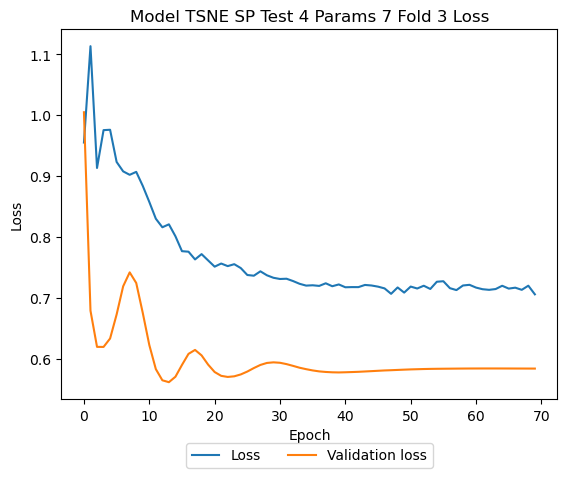 Model TSNE SP Test 4 Params 7 Fold 3 Loss
1.1
1.0
0.9
0.8
0.7
0.6
Loss
0 10 20 30 40 50 60 70
Epoch
Loss Validation loss